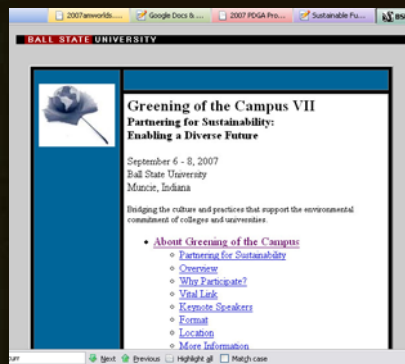 2007amworlds....
Google Docs & ...
2007 PDGA Pro...
Sustainable Fu...
BALL STATE UNIVERSITY
Greening of the Campus VII
Partnering for Sustainability:
Enabling a Diverse Future
September 6 - 8, 2007
Ball State University
Muncie, Indiana
Bridging the culture and practices that support the environmental
commitment of colleges and universities.
About Greening of the Campus
Partnering for Sustainability
Overview
Why Participate?
Vital Link
Keynote Speakers
Format
Location
More Information
Next Previous Highlight all Match case